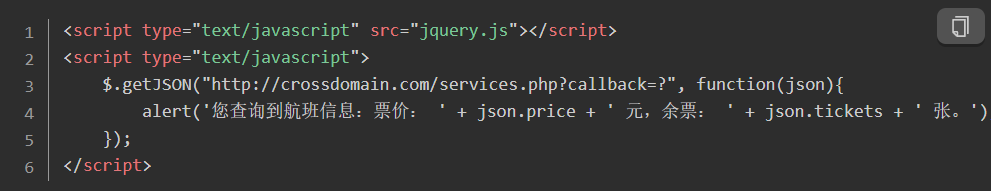 1 <script type="text/javascript" src="jquery.js"></script>
2 <script type="text/javascript">
3     $.getJSON("http://crossdomain.com/services.php?callback=?", function(json){
4         alert('您查询到航班信息：票价： ' + json.price + ' 元，余票： ' + json.tickets + ' 张。')
5     });
6 </script>